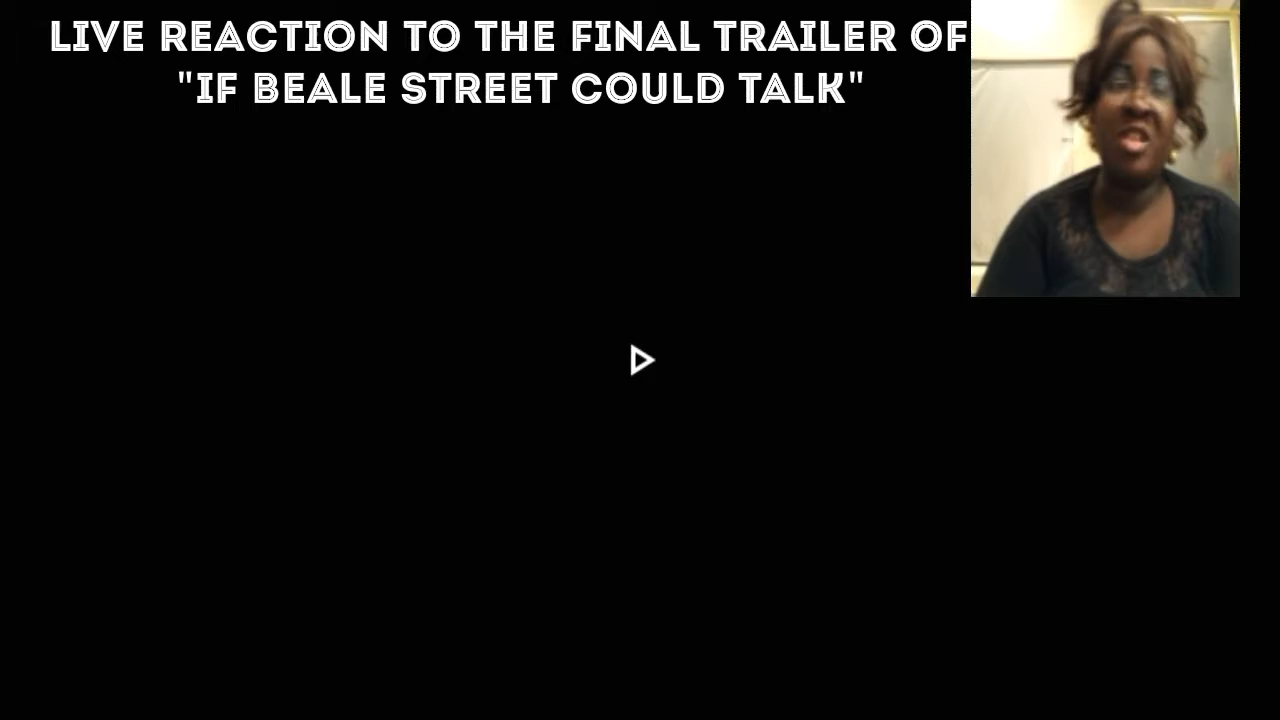 LIVE REACTION TO THE FINAL TRAILER OF
"IF BEALE STREET COULD TALK"